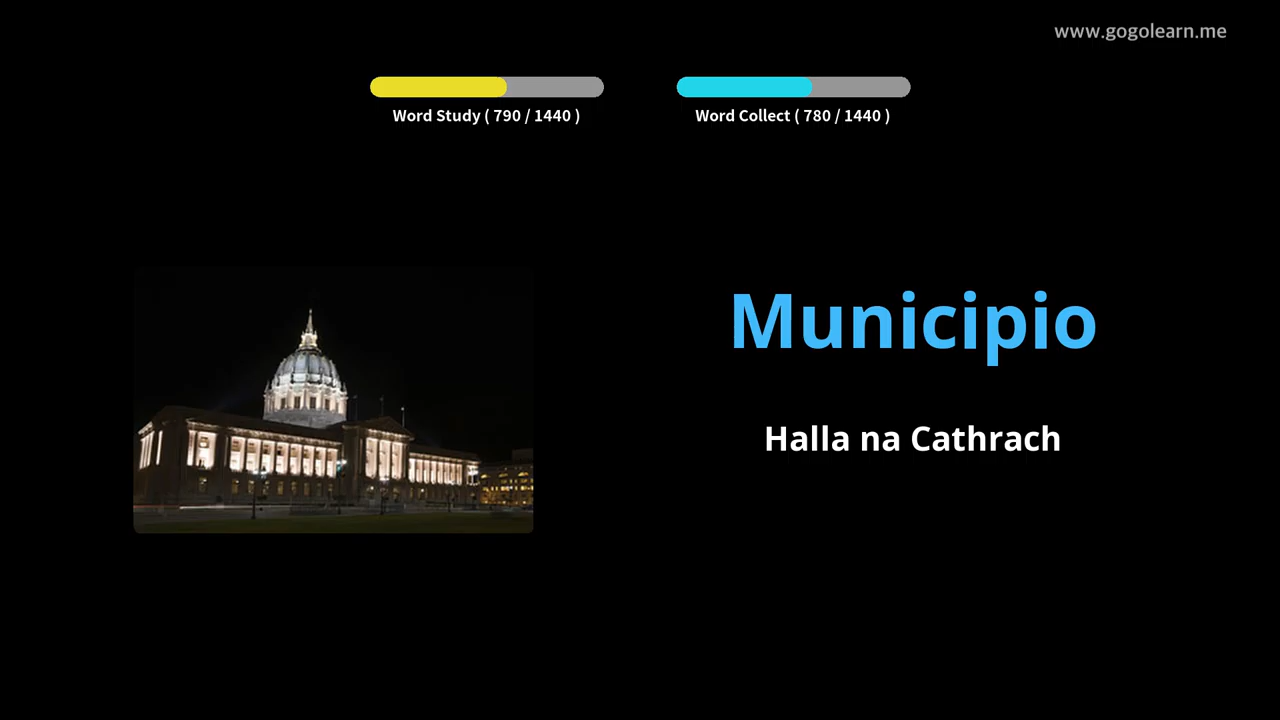 www.gogolearn.me
Word Study ( 790 / 1440 )
Word Collect ( 780 / 1440 )
Municipio
Halla na Cathrach